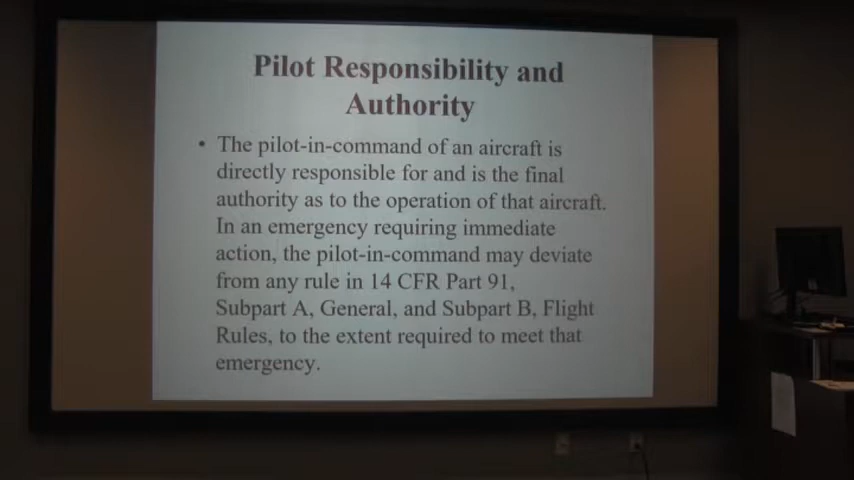 Pilot Responsibility and
Authority
• The pilot-in-command of an aircraft is
directly responsible for and is the final
authority as to the operation of that aircraft.
In an emergency requiring immediate
action, the pilot-in-command may deviate
from any rule in 14 CFR Part 91,
Subpart A, General, and Subpart B, Flight
Rules, to the extent required to meet that
emergency.